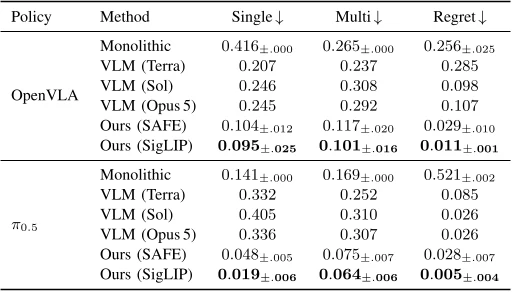 Policy Method Single↓ Multi↓ Regret↓
Monolithic 0.416±.000 0.265±.000 0.256±.025
VLM (Terra) 0.207 0.237 0.285
VLM (Sol) 0.246 0.308 0.098
OpenVLA
VLM (Opus 5) 0.245 0.292 0.107
Ours (SAFE) 0.104±.012 0.117±.020 0.029±.010
Ours (SigLIP) 0.095±.025 0.101±.016 0.011±.001
Monolithic 0.141±.000 0.169±.000 0.521±.002
VLM (Terra) 0.332 0.252 0.085
VLM (Sol) 0.405 0.310 0.026
π0.5
VLM (Opus 5) 0.336 0.307 0.026
Ours (SAFE) 0.048±.005 0.075±.007 0.028±.007
Ours (SigLIP) 0.019±.006 0.064±.006 0.005±.004